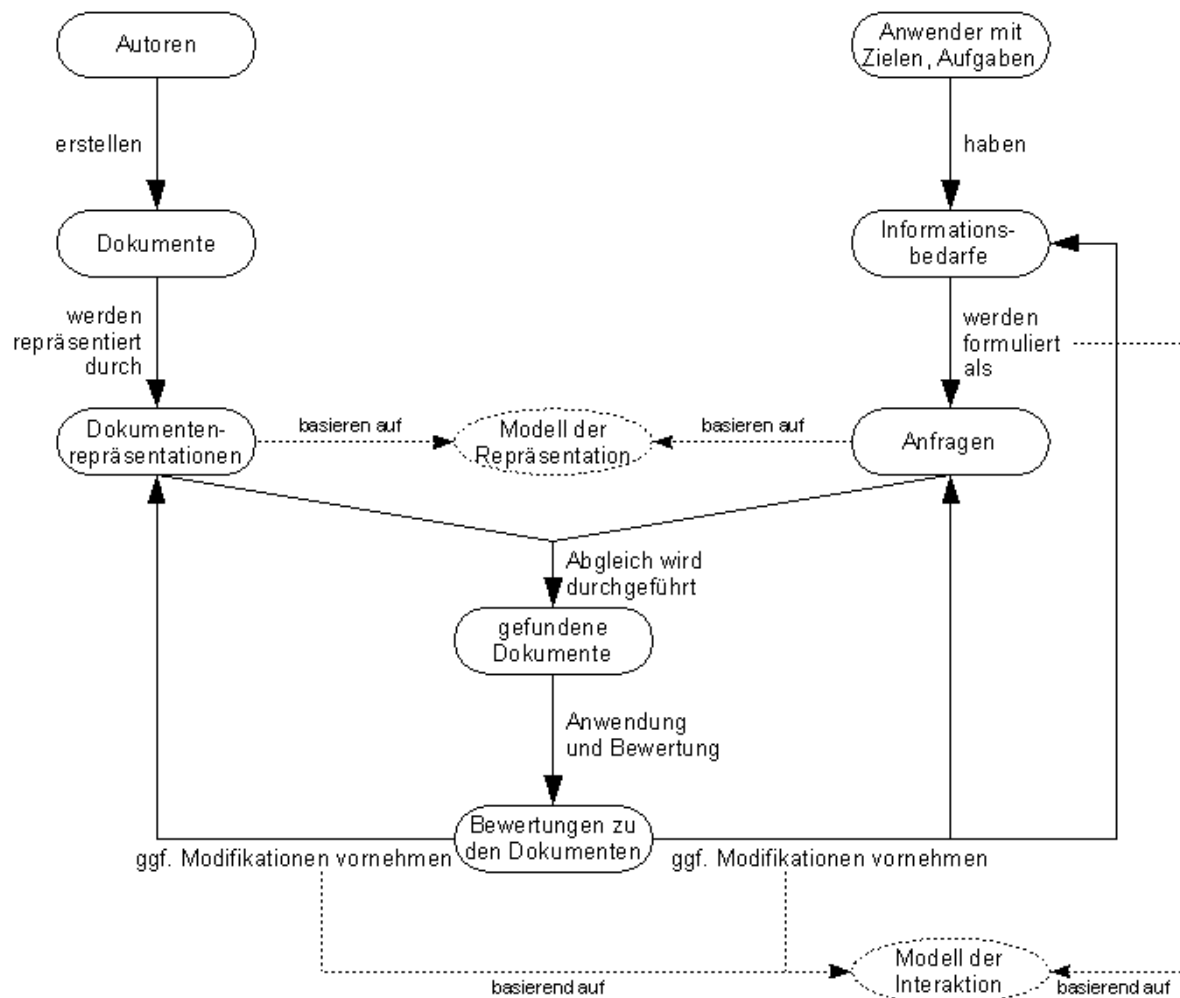 Autoren
Anwender mit
Zielen, Aufgaben
erstellen
haben
Dokumente
Informations-
bedarfe
werden
repräsentiert
durch
werden
formuliert
als
Dokumenten-
repräsentationen
basieren auf
Modell der
Repräsentation
basieren auf
Anfragen
Abgleich wird
durchgeführt
gefundene
Dokumente
Anwendung
und Bewertung
Bewertungen zu
den Dokumenten
ggf. Modifikationen vornehmen
ggf. Modifikationen vornehmen
Modell der
Interaktion
basierend auf
basierend auf